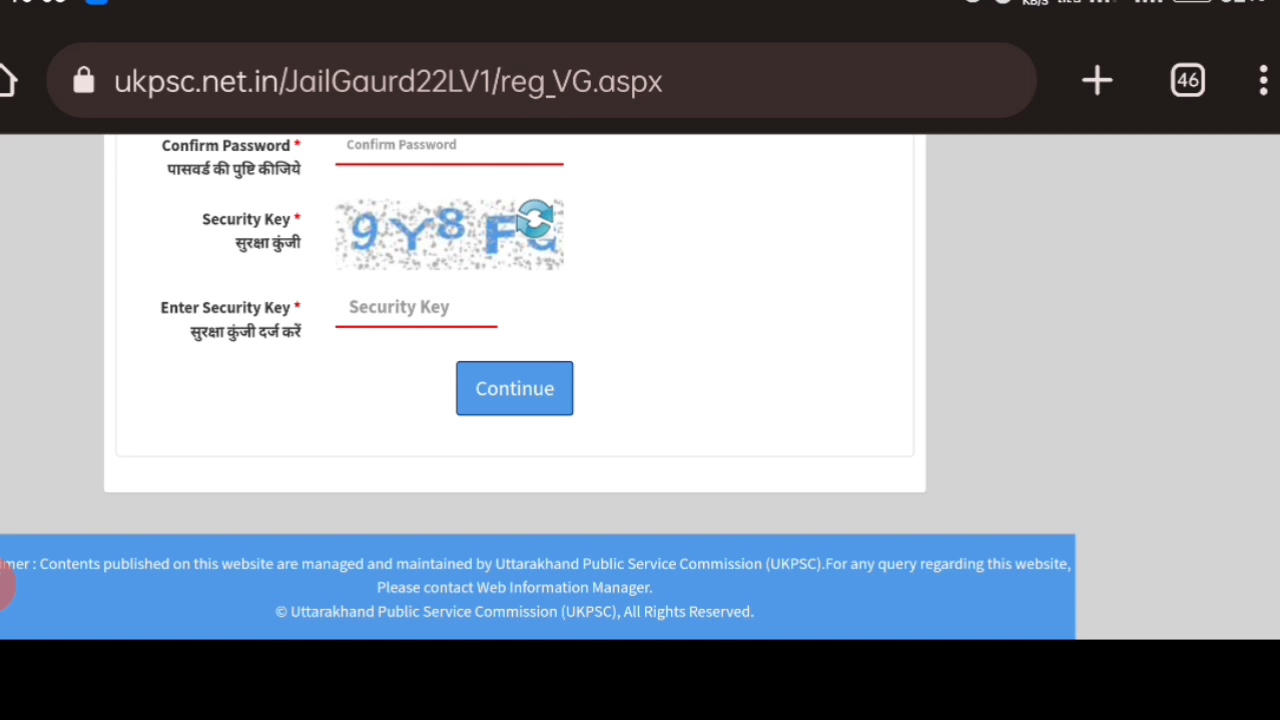 46
ukpsc.net.in/JailGaurd22LV1/reg_VG.aspx
Confirm Password *
Confirm Password
पासवर्ड की पुष्टि कीजिये
Security Key *
सुरक्षा कुंजी
9Y8F
Enter Security Key *
Security Key
सुरक्षा कुंजी दर्ज करें
Continue
: Contents published on this website are managed and maintained by Uttarakhand Public Service Commission (UKPSC).For any query regarding this website,
Please contact Web Information Manager.
© Uttarakhand Public Service Commission (UKPSC), All Rights Reserved.